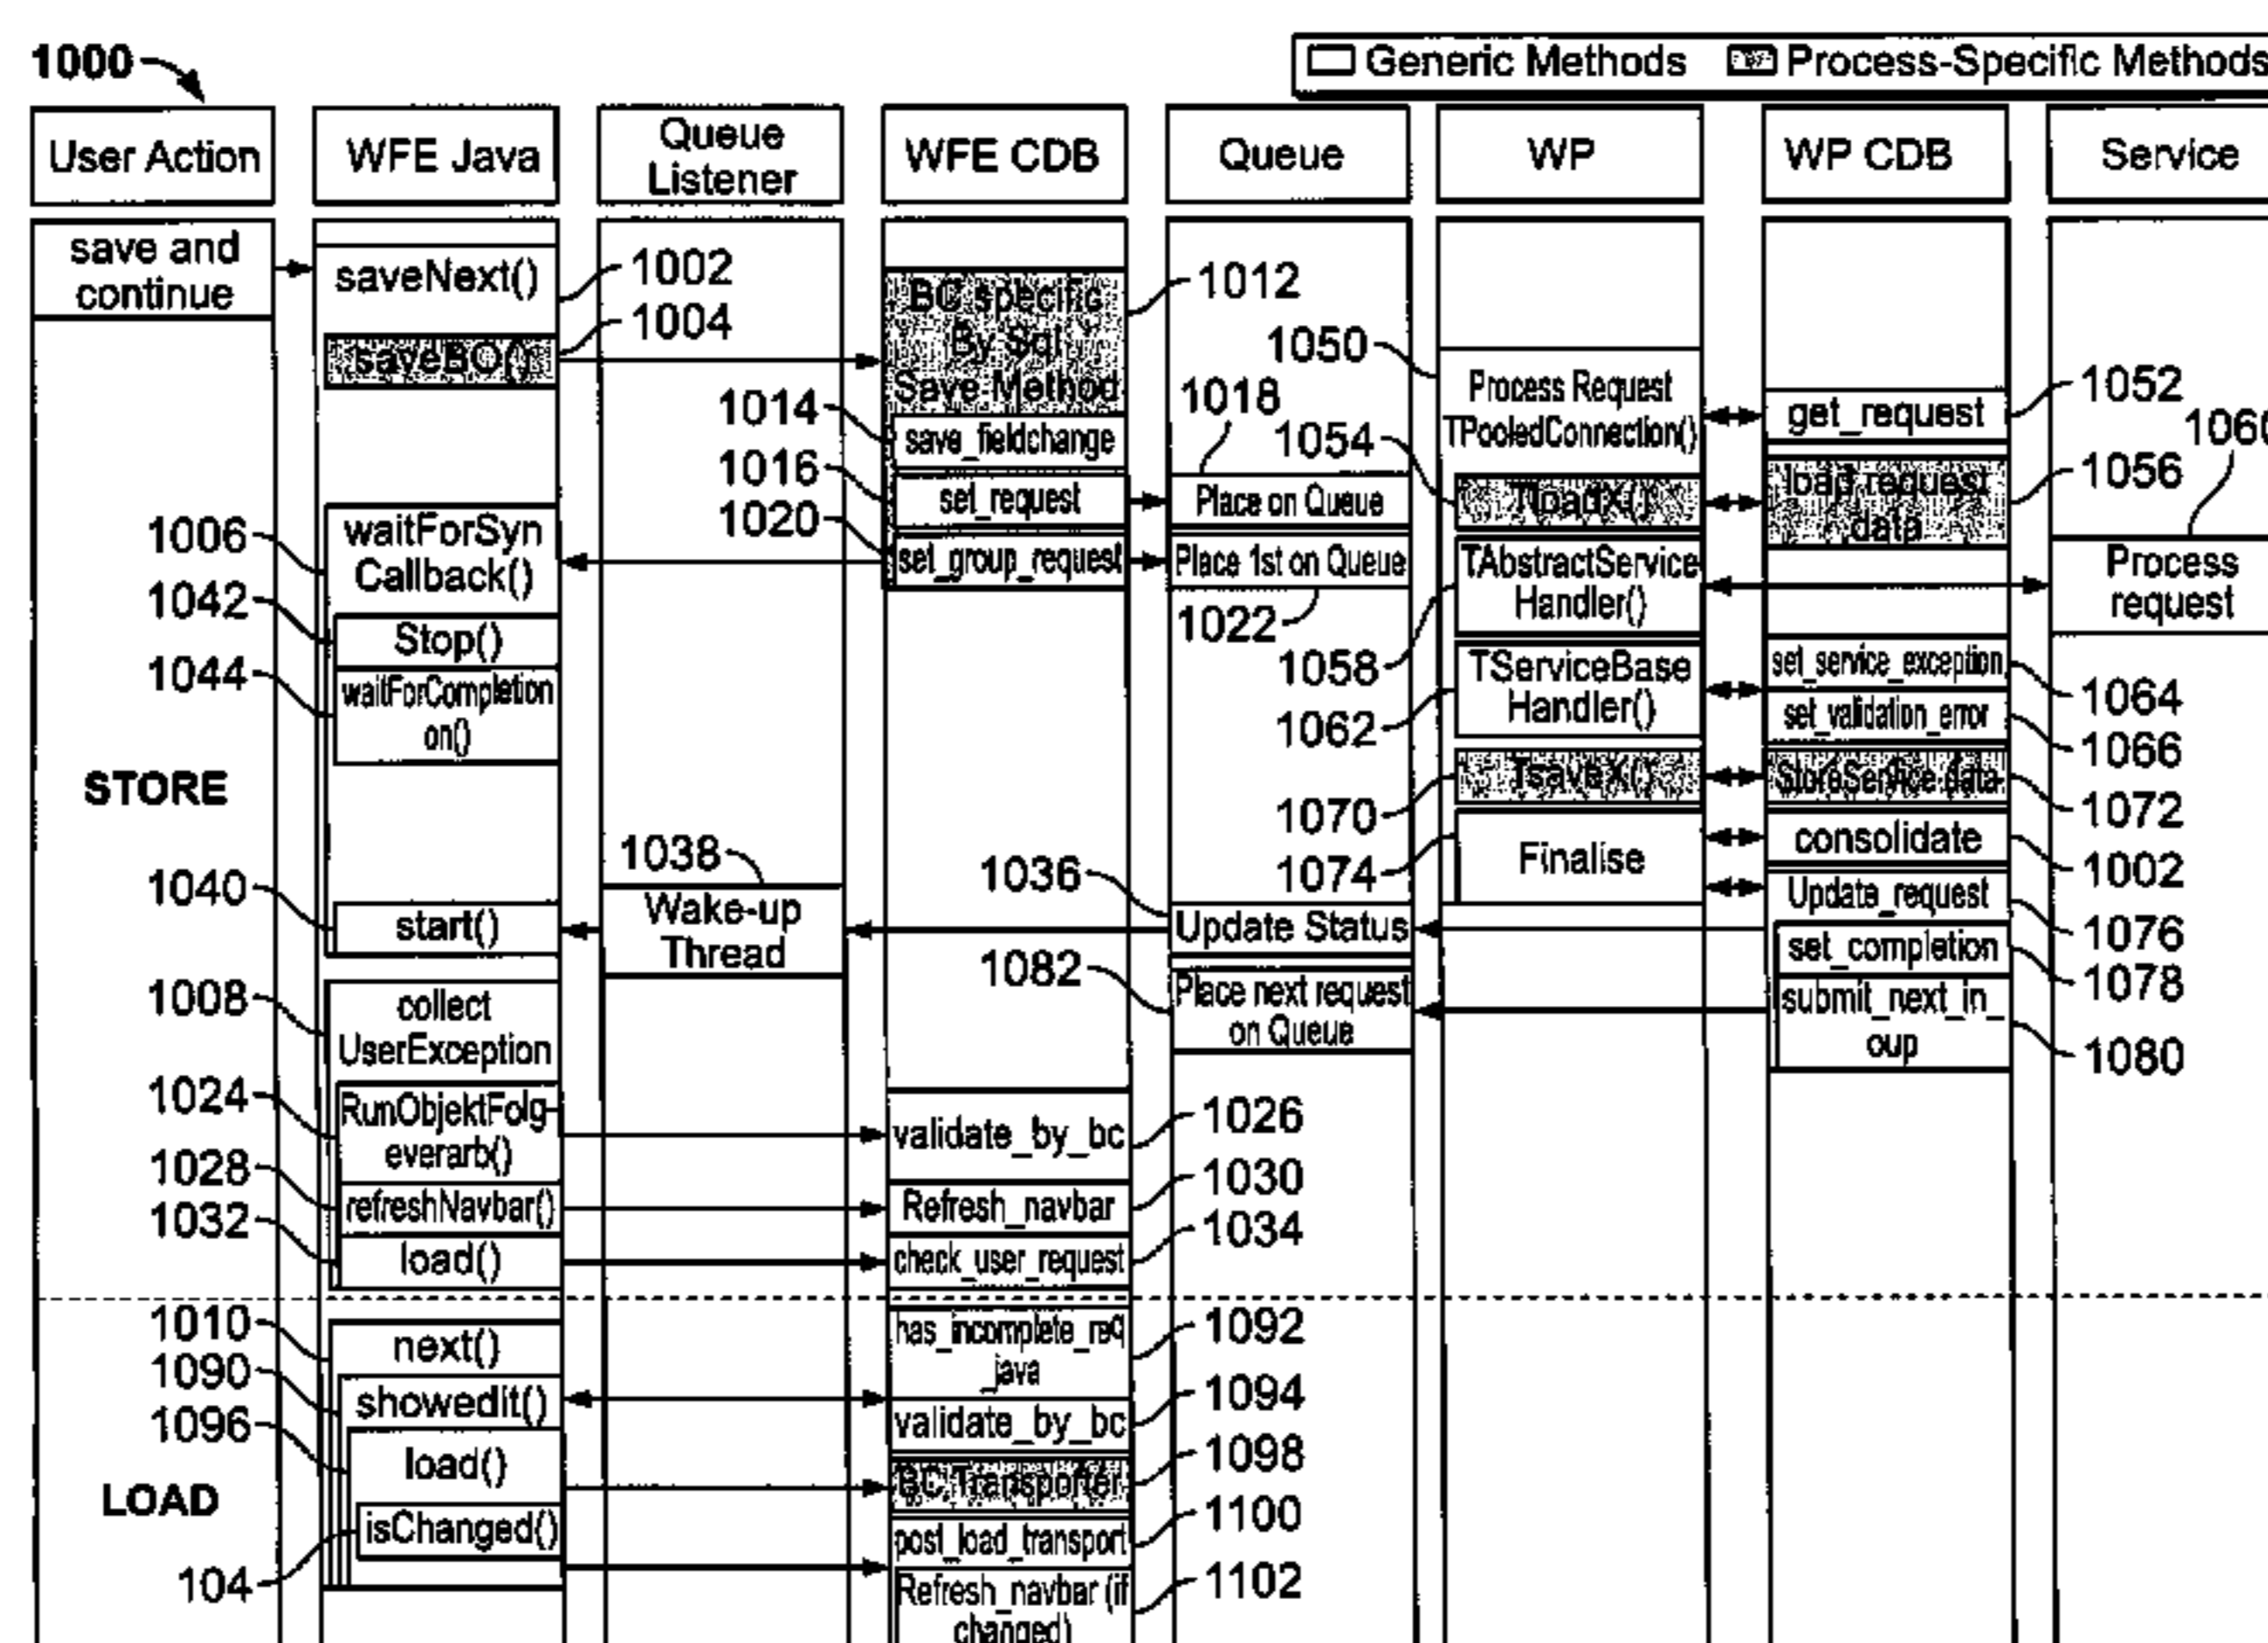 1000
Generic Methods
Process-Specific Methods
User Action
WFE Java
Queue
Listener
WFE CDB
Queue
WP
WP CDB
Service
save and
continue
saveNext()
1002
saveBO()
1004
BC specific
By Sql
Save Method
1012
1014
save_fieldchange
1016
set_request
1020
set_group_request
1018
Place on Queue
Place 1st on Queue
1022
1050
Process Request
TPooledConnection()
get_request
1052
1054
TloadX()
load request
data
1056
1060
TAbstractService
Handler()
1058
Process
request
TServiceBase
Handler()
1062
set_service_exception
1064
set_validation_error
1066
1070
TsaveX()
StoreService data
1072
1074
Finalise
consolidate
1002
Update_request
1076
set_completion
1078
submit_next_in_
oup
1080
1006
waitForSyn
Callback()
1042
Stop()
1044
waitForCompletion
on()
STORE
1038
Wake-up
Thread
1036
Update Status
1040
start()
1082
Place next request
on Queue
1008
collect
UserException
1024
RunObjektFolg
everarb()
validate_by_bc
1026
1028
refreshNavbar()
Refresh_navbar
1030
1032
load()
check_user_request
1034
1010
next()
has_incomplete_req
_java
1092
1090
showedit()
validate_by_bc
1094
1096
load()
BC Transporter
1098
LOAD
isChanged()
104
post_load_transport
1100
Refresh_navbar (if
changed)
1102